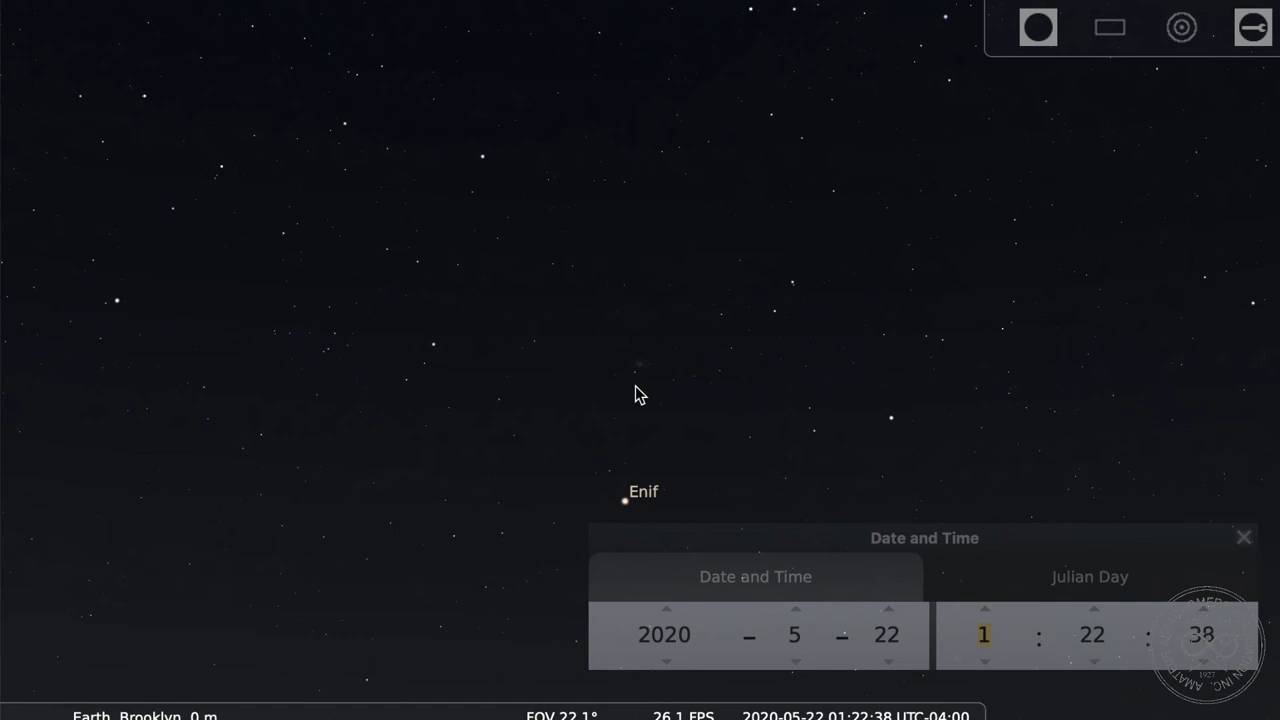 Enif
Date and Time
Date and Time
Julian Day
2020 – 5 – 22
1 : 22 : 38
1927
Earth, Brooklyn, 0 m
FOV 22.1°
26.1 FPS
2020-05-22 01:22:38 UTC-04:00